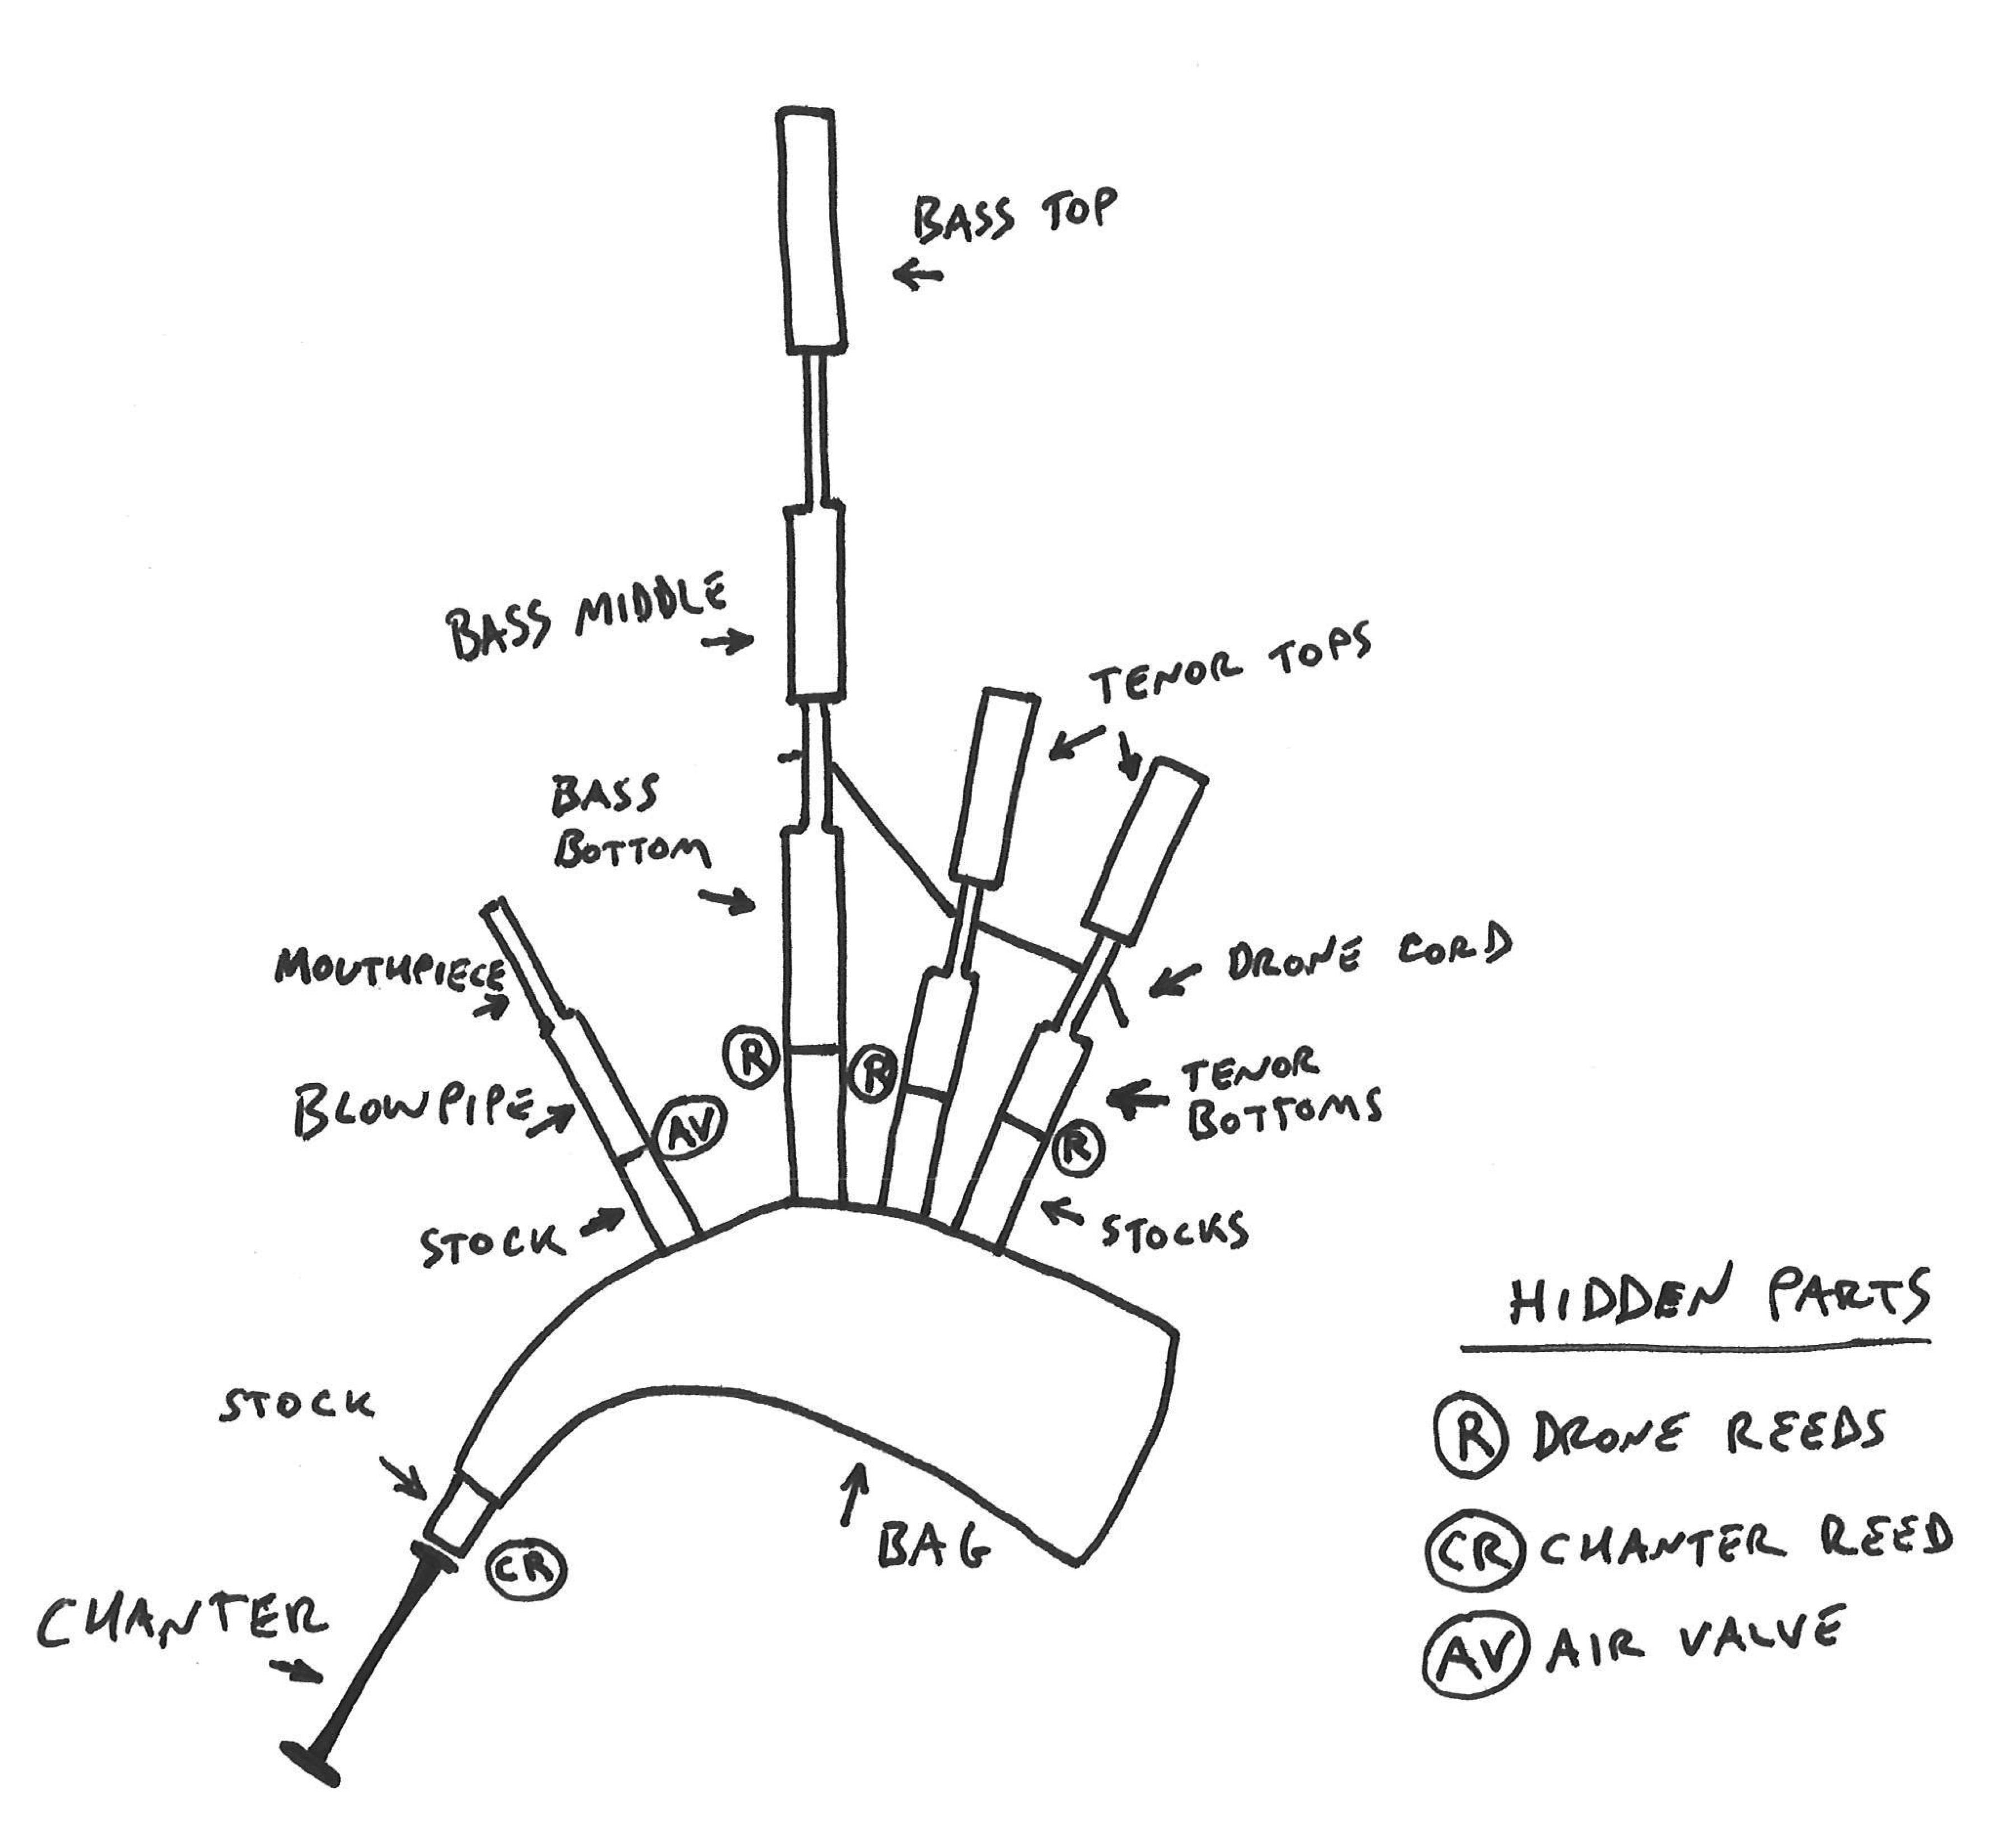 BASS TOP
BASS MIDDLE
TENOR TOPS
BASS
BOTTOM
MOUTHPIECE
DRONE CORD
R
R
BLOWPIPE
AV
TENOR
BOTTOMS
R
STOCK
STOCKS
HIDDEN PARTS
R DRONE REEDS
CR CHANTER REED
AV AIR VALVE
STOCK
BAG
CR
CHANTER